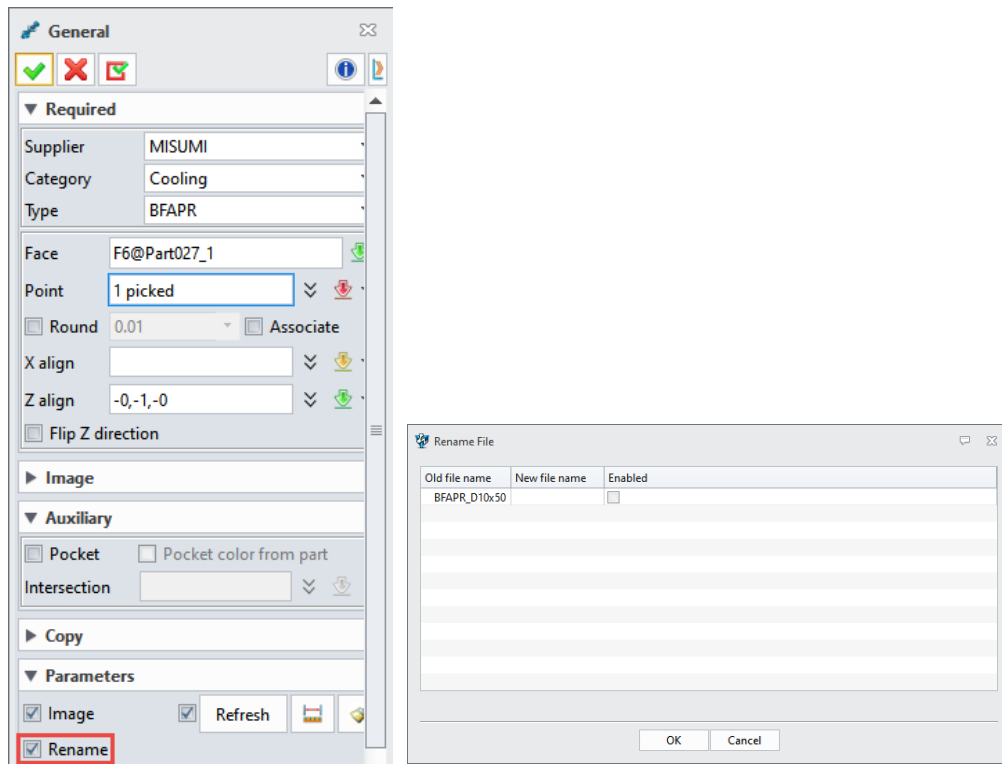 General
Required
Supplier MISUMI
Category Cooling
Type BFAPR
Face F6@Part027_1
Point 1 picked
Round 0.01 Associate
X align
Z align -0,-1,-0
Flip Z direction
Image
Auxiliary
Pocket Pocket color from part
Intersection
Copy
Parameters
Image Refresh
Rename
Rename File
Old file name New file name Enabled
BFAPR_D10x50
OK Cancel